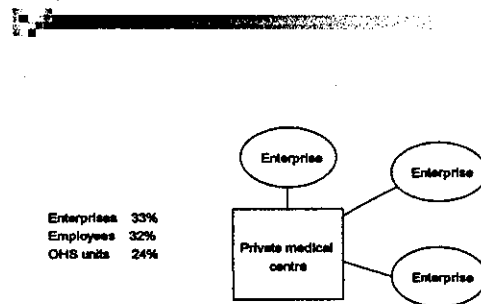 Enterprise
Enterprise
Enterprises 33%
Employees 32%
OHS units 24%
Private medical
centre
Enterprise